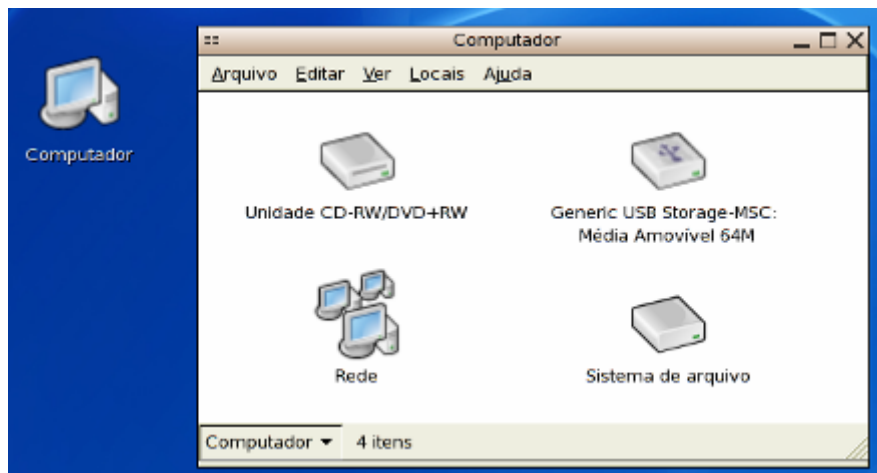 Computador
Arquivo Editar Ver Locais Ajuda
Computador
Unidade CD-RW/DVD+RW
Generic USB Storage-MSC:
Média Amovível 64M
Rede
Sistema de arquivo
Computador
4 itens